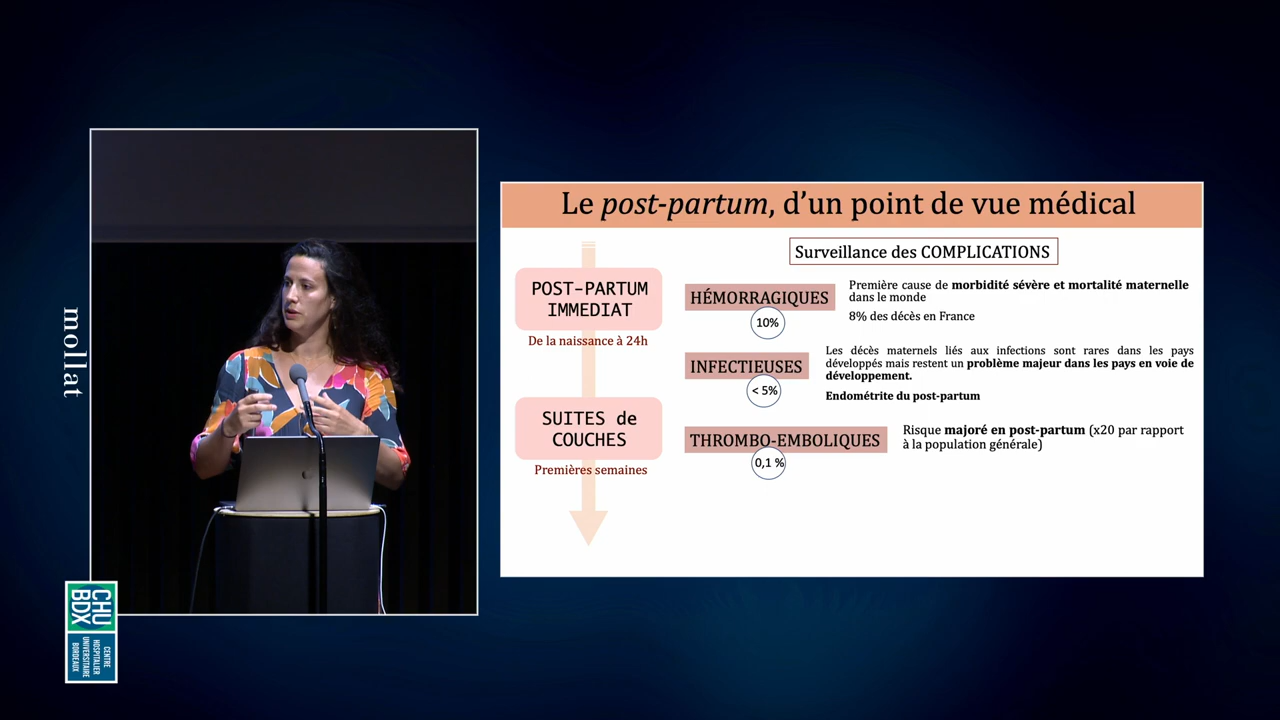 mollat
CHU
BDX
CENTRE
HOSPITALIER
UNIVERSITAIRE
BORDEAUX
Le post-partum, d’un point de vue médical
POST-PARTUM
IMMEDIAT
De la naissance à 24h
SUITES de
COUCHES
Premières semaines
Surveillance des COMPLICATIONS
HÉMORRAGIQUES
10%
Première cause de morbidité sévère et mortalité maternelle
dans le monde
8% des décès en France
INFECTIEUSES
< 5%
Les décès maternels liés aux infections sont rares dans les pays
développés mais restent un problème majeur dans les pays en voie de
développement.
Endométrite du post-partum
THROMBO-EMBOLIQUES
0,1 %
Risque majoré en post-partum (x20 par rapport
à la population générale)